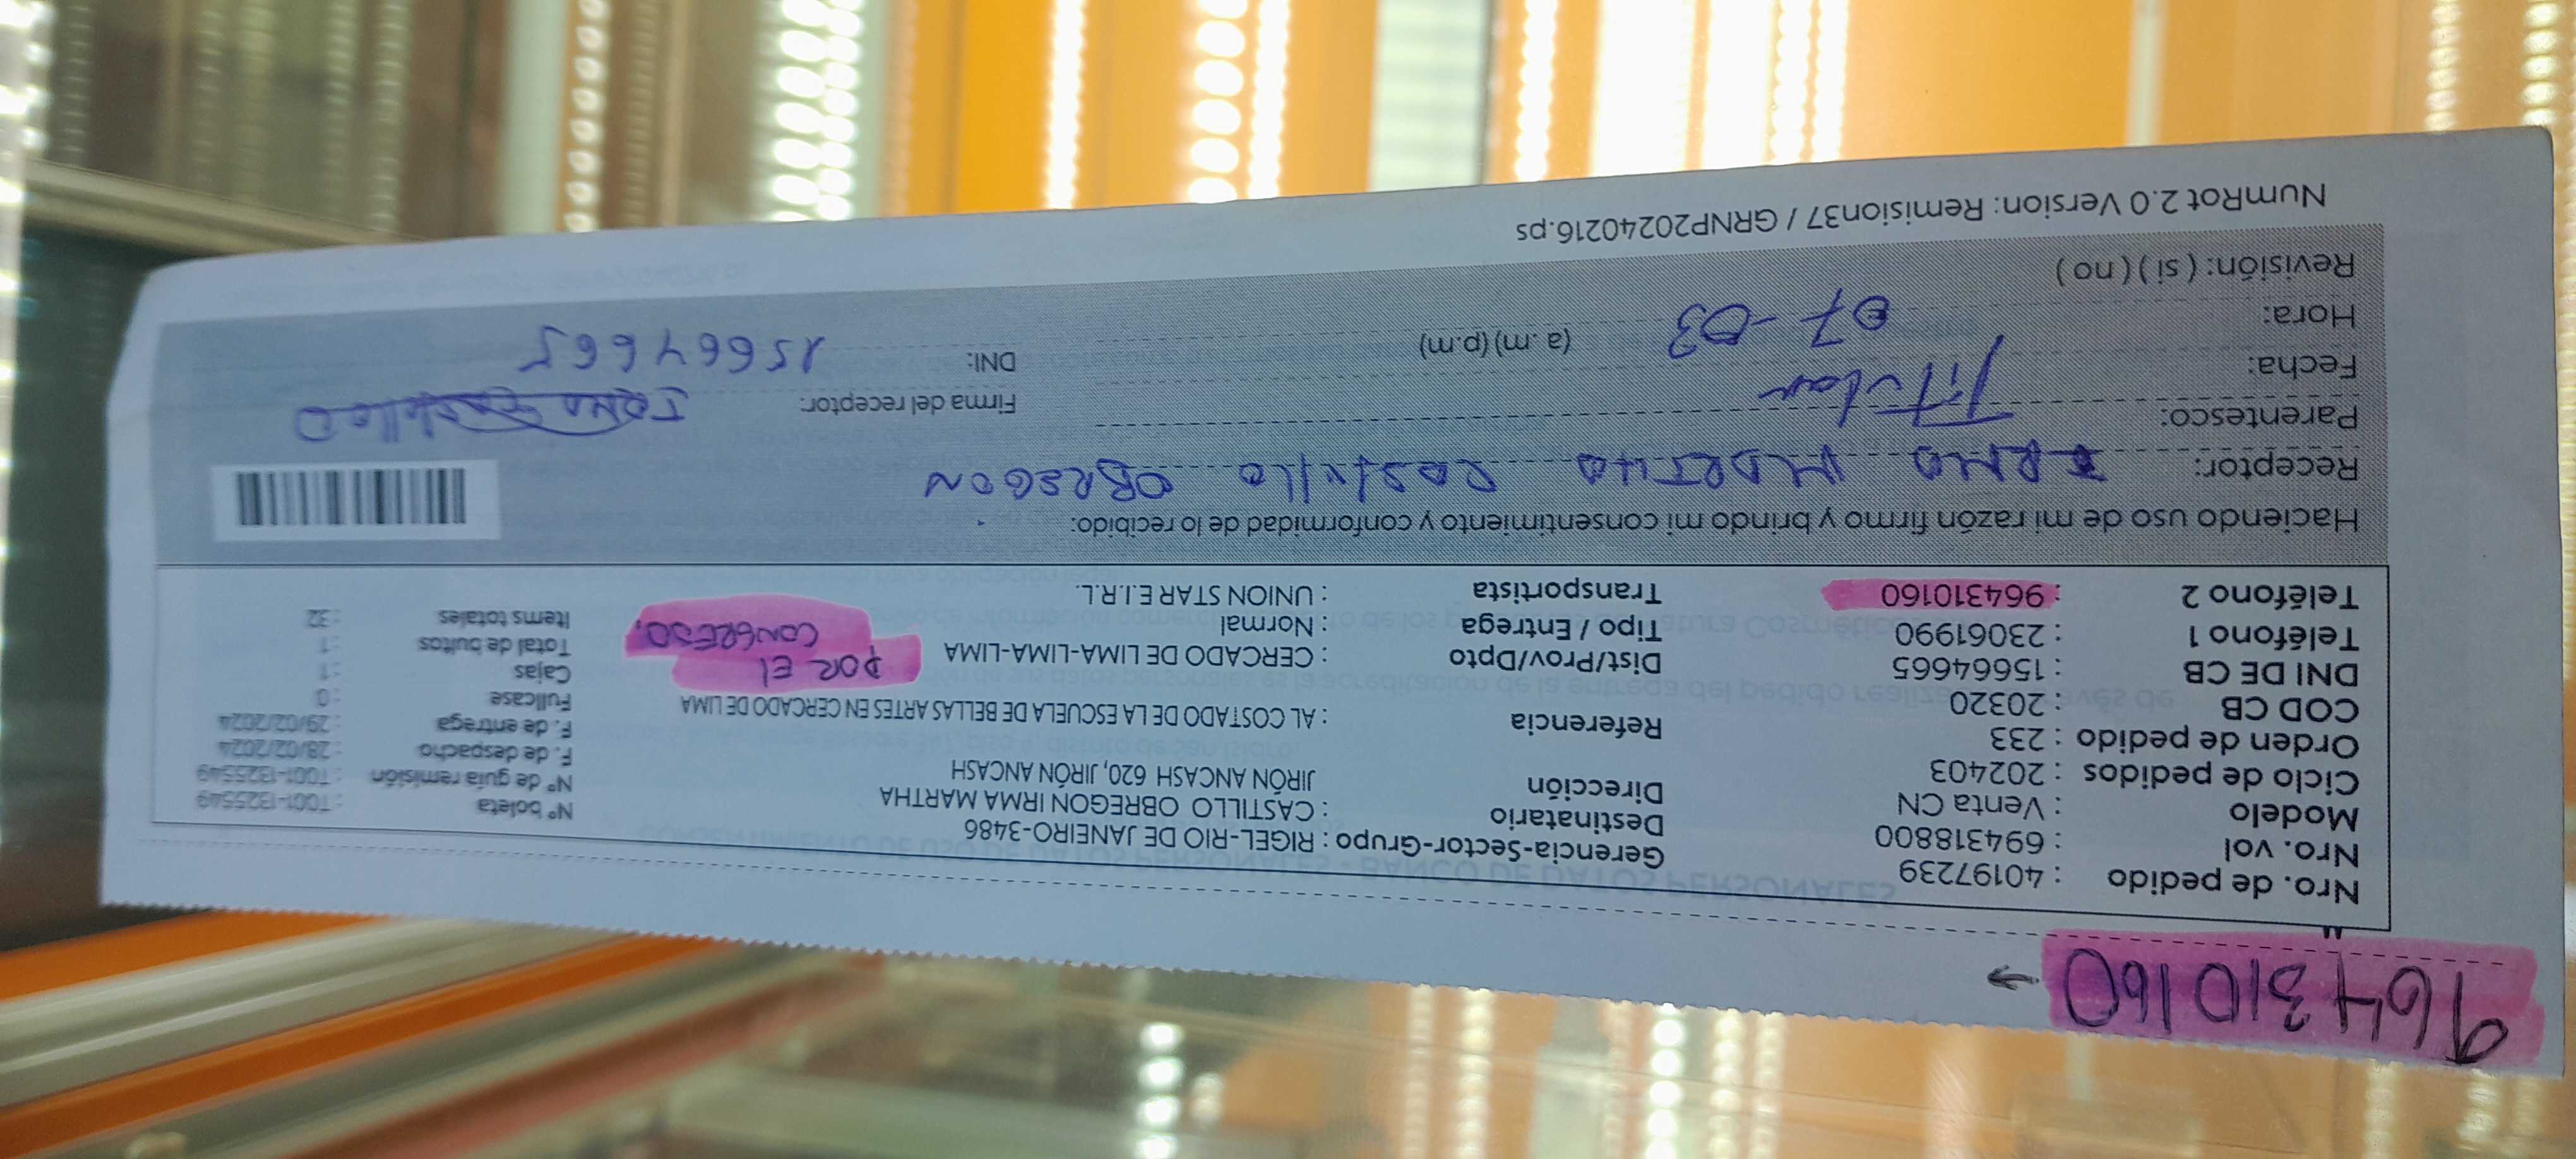 964310160 →
Nro. de pedido : 40197239
Nro. vol : 694318800
Modelo : Venta CN
Ciclo de pedidos : 202403
Orden de pedido : 233
COD CB : 20320
DNI DE CB : 15664665
Teléfono 1 : 23061990
Teléfono 2 : 964310160
Gerencia-Sector-Grupo : RIGEL-RIO DE JANEIRO-3486
Destinatario : CASTILLO OBREGON IRMA MARTHA
Dirección JIRÓN ANCASH 620, JIRÓN ANCASH
Referencia : AL COSTADO DE LA ESCUELA DE BELLAS ARTES EN CERCADO DE LIMA
Dist/Prov/Dpto : CERCADO DE LIMA-LIMA-LIMA
Tipo / Entrega : Normal
Transportista : UNION STAR E.I.R.L.
POR El
CONGRESO.
N° boleta : T001-1325549
N° de guía remisión : T001-1325549
F. de despacho : 28/02/2024
F. de entrega : 29/02/2024
Fullcase : 0
Cajas : 1
Total de bultos : 1
Items totales : 32
Haciendo uso de mi razón firmo y brindo mi consentimiento y conformidad de lo recibido:
Receptor: Castillo OBREGON
Parentesco: Titular
Fecha: 07-03
Hora: (a.m) (p.m)
Revisión: ( si ) ( no )
Firma del receptor:
DNI: 15664665
NumRot 2.0 Version: Remision37 / GRNP20240216.ps